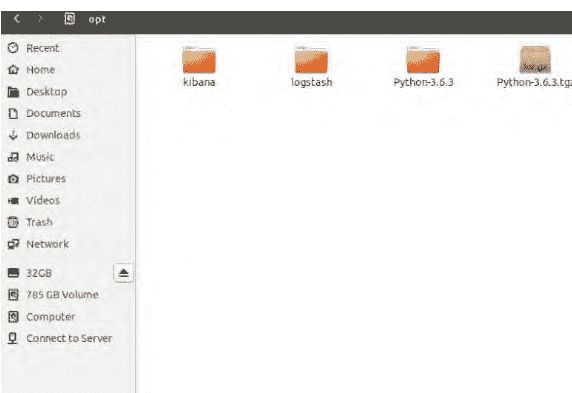 opt
Recent
Home
Desktop
Documents
Downloads
Music
Pictures
Videos
Trash
Network
32GB
785 GB Volume
Computer
Connect to Server
kibana logstash Python-3.6.3 Python-3.6.3.tgz